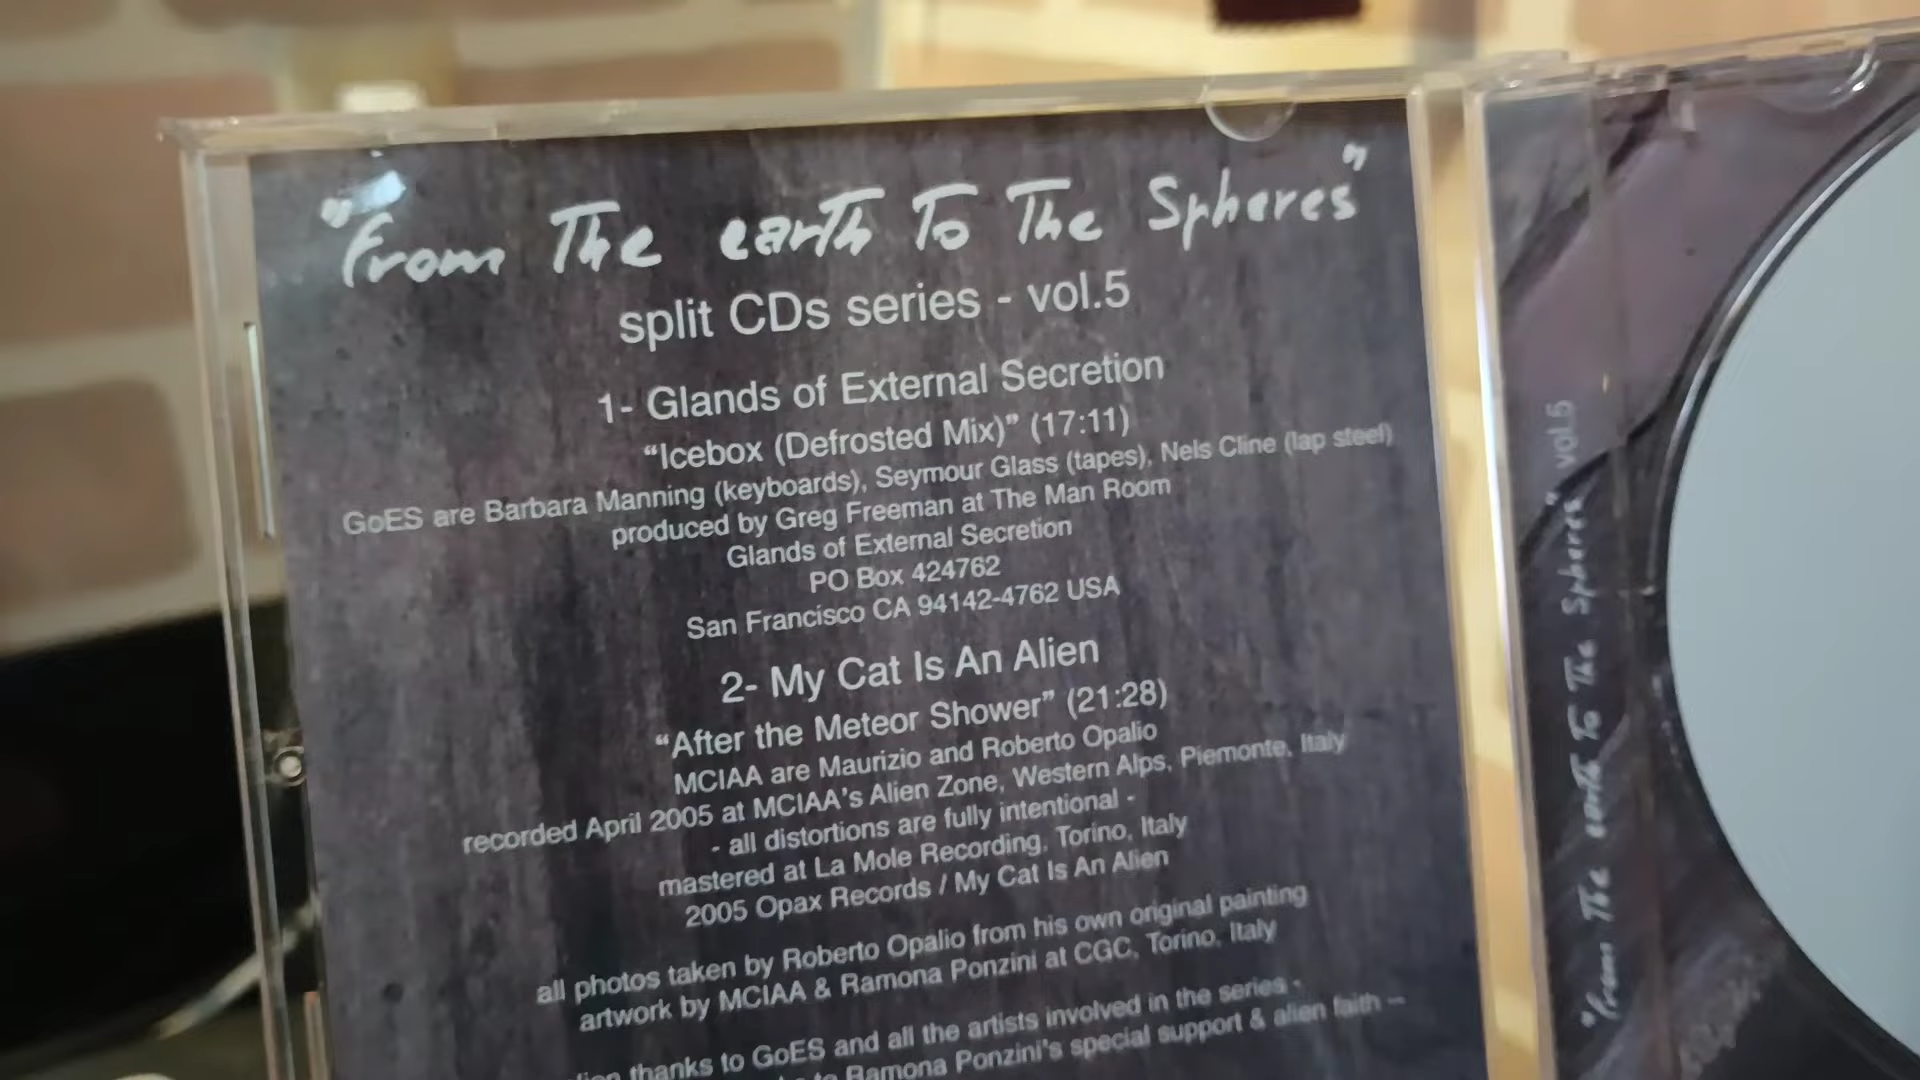 "from The earth To The Spheres"
split CDs series - vol.5
1- Glands of External Secretion
“Icebox (Defrosted Mix)” (17:11)
GoES are Barbara Manning (keyboards), Seymour Glass (tapes), Nels Cline (lap steel)
produced by Greg Freeman at The Man Room
Glands of External Secretion
PO Box 424762
San Francisco CA 94142-4762 USA
2- My Cat Is An Alien
“After the Meteor Shower” (21:28)
MCIAA are Maurizio and Roberto Opalio
recorded April 2005 at MCIAA's Alien Zone, Western Alps, Piemonte, Italy
- all distortions are fully intentional -
mastered at La Mole Recording, Torino, Italy
2005 Opax Records / My Cat Is An Alien
all photos taken by Roberto Opalio from his own original painting
artwork by MCIAA & Ramona Ponzini at CGC, Torino, Italy
thanks to GoES and all the artists involved in the series -
to Ramona Ponzini's special support & alien faith –
"from The earth To The Spheres" vol.5